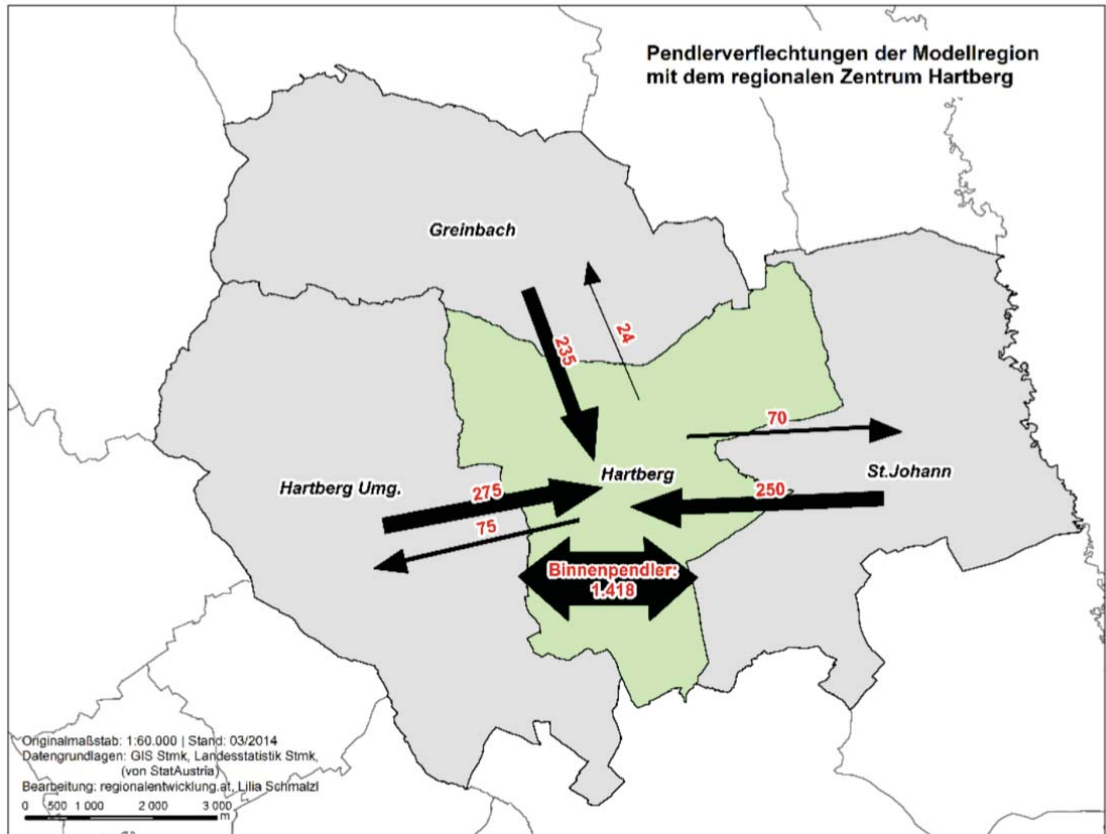 Pendlerverflechtungen der Modellregion
mit dem regionalen Zentrum Hartberg
Greinbach
24
235
70
Hartberg
St.Johann
Hartberg Umg.
275
250
75
Binnenpendler:
1.418
Originalmaßstab: 1:60.000 | Stand: 03/2014
Datengrundlagen: GIS Stmk, Landesstatistik Stmk,
(von StatAustria)
Bearbeitung: regionalentwicklung.at, Lilia Schmalzl
0 500 1 000 2 000 3 000
m